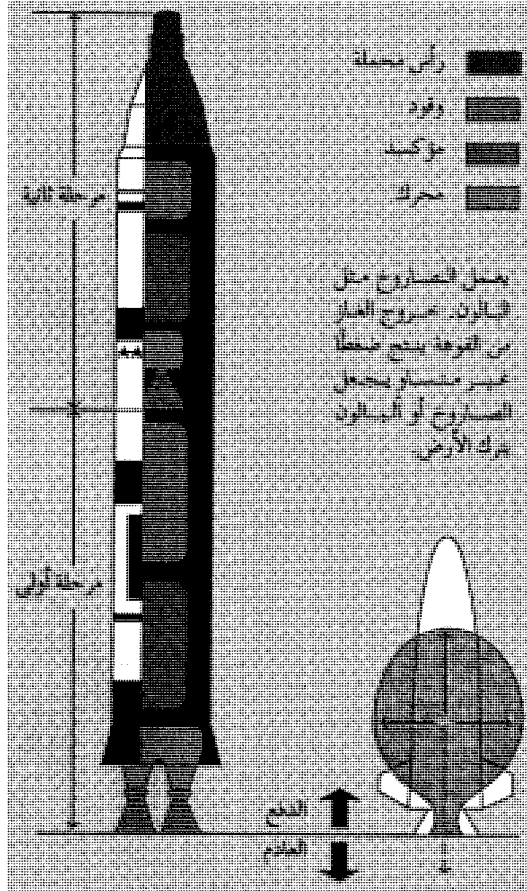 رأس محملة
وقود
مؤكسد
محرك
مرحلة ثانية
يعمل الصاروخ مثل
البالون. خروج الغاز
من الفوهة ينتج ضغطًا
غير متساو يجعل
الصاروخ أو البالون
يترك الأرض.
مرحلة أولى
الدفع
العادم